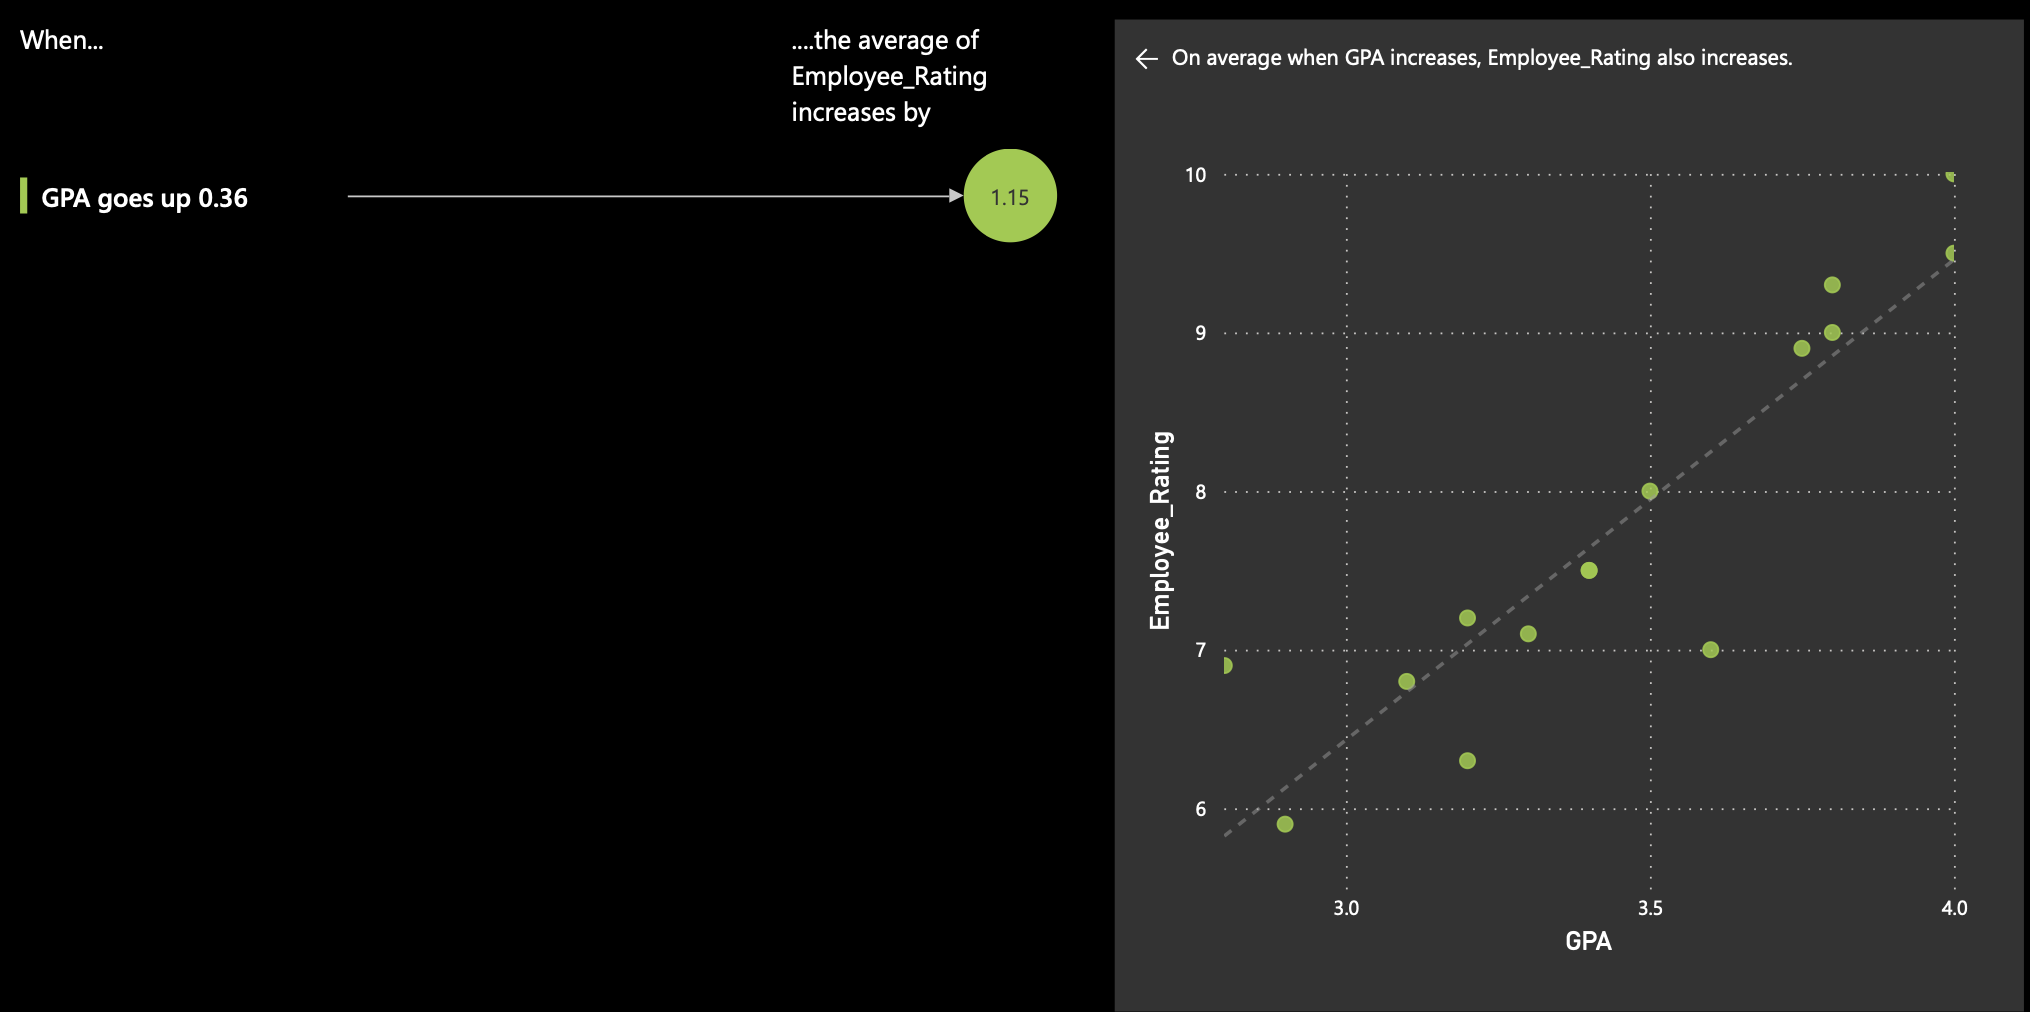 When...
....the average of
Employee_Rating
increases by
GPA goes up 0.36
1.15
On average when GPA increases, Employee_Rating also increases.
10
9
8
7
6
Employee_Rating
3.0
3.5
4.0
GPA